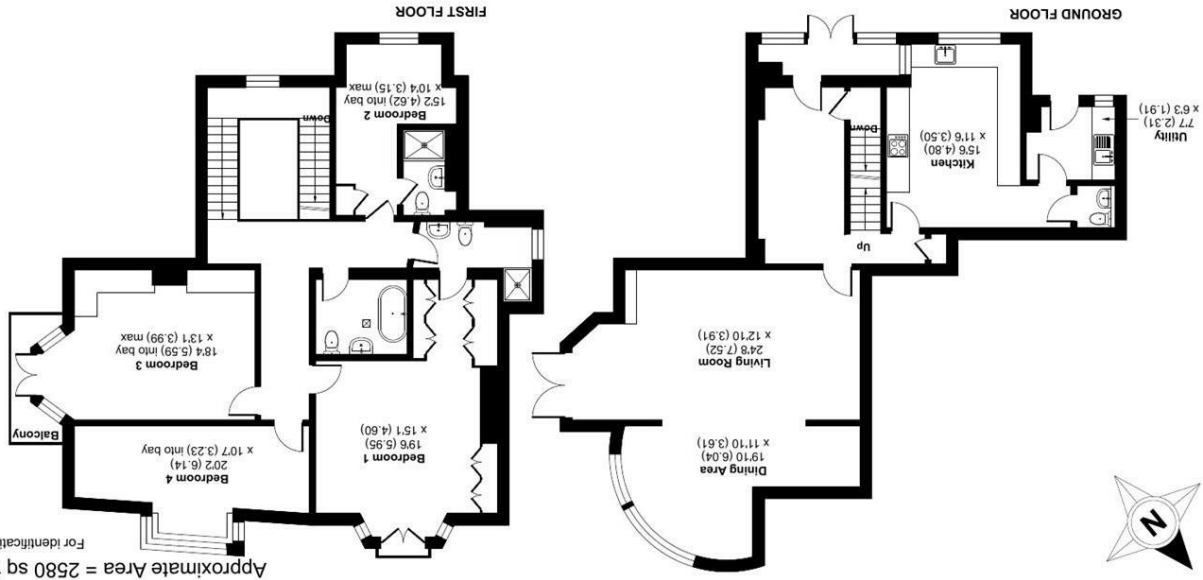 Approximate Area = 2580 sq
For identificati
N
Dining Area
19'10 (6.04)
x 11'10 (3.61)
Living Room
24'8 (7.52)
x 12'10 (3.91)
Up
Down
Kitchen
15'6 (4.80)
x 11'6 (3.50)
Utility
7'7 (2.31)
x 6'3 (1.91)
GROUND FLOOR
Bedroom 4
20'2 (6.14)
x 10'7 (3.23) into bay
Balcony
Bedroom 1
19'6 (5.95)
x 15'1 (4.60)
Bedroom 3
18'4 (5.59) into bay
x 13'1 (3.99) max
Down
Bedroom 2
15'2 (4.62) into bay
x 10'4 (3.15) max
FIRST FLOOR